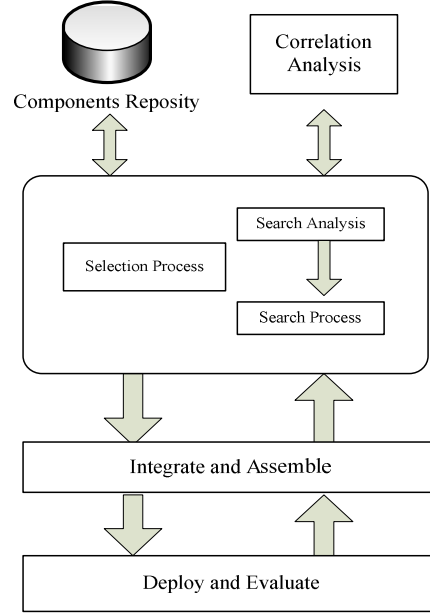 Components Reposity
Correlation
Analysis
Search Analysis
Selection Process
Search Process
Integrate and Assemble
Deploy and Evaluate